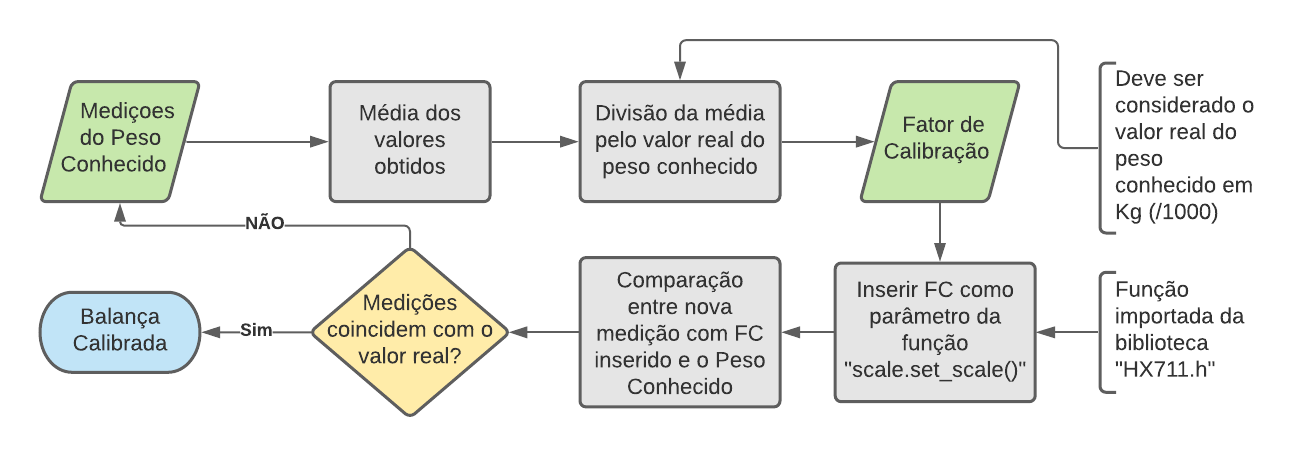 Mediçoes
do Peso
Conhecido
Média dos
valores
obtidos
Divisão da média
pelo valor real do
peso conhecido
Fator de
Calibração
Deve ser
considerado o
valor real do
peso
conhecido em
Kg (/1000)
Inserir FC como
parâmetro da
função
"scale.set_scale()"
Função
importada da
biblioteca
"HX711.h"
Comparação
entre nova
medição com FC
inserido e o Peso
Conhecido
Medições
coincidem com o
valor real?
NÃO
Sim
Balança
Calibrada